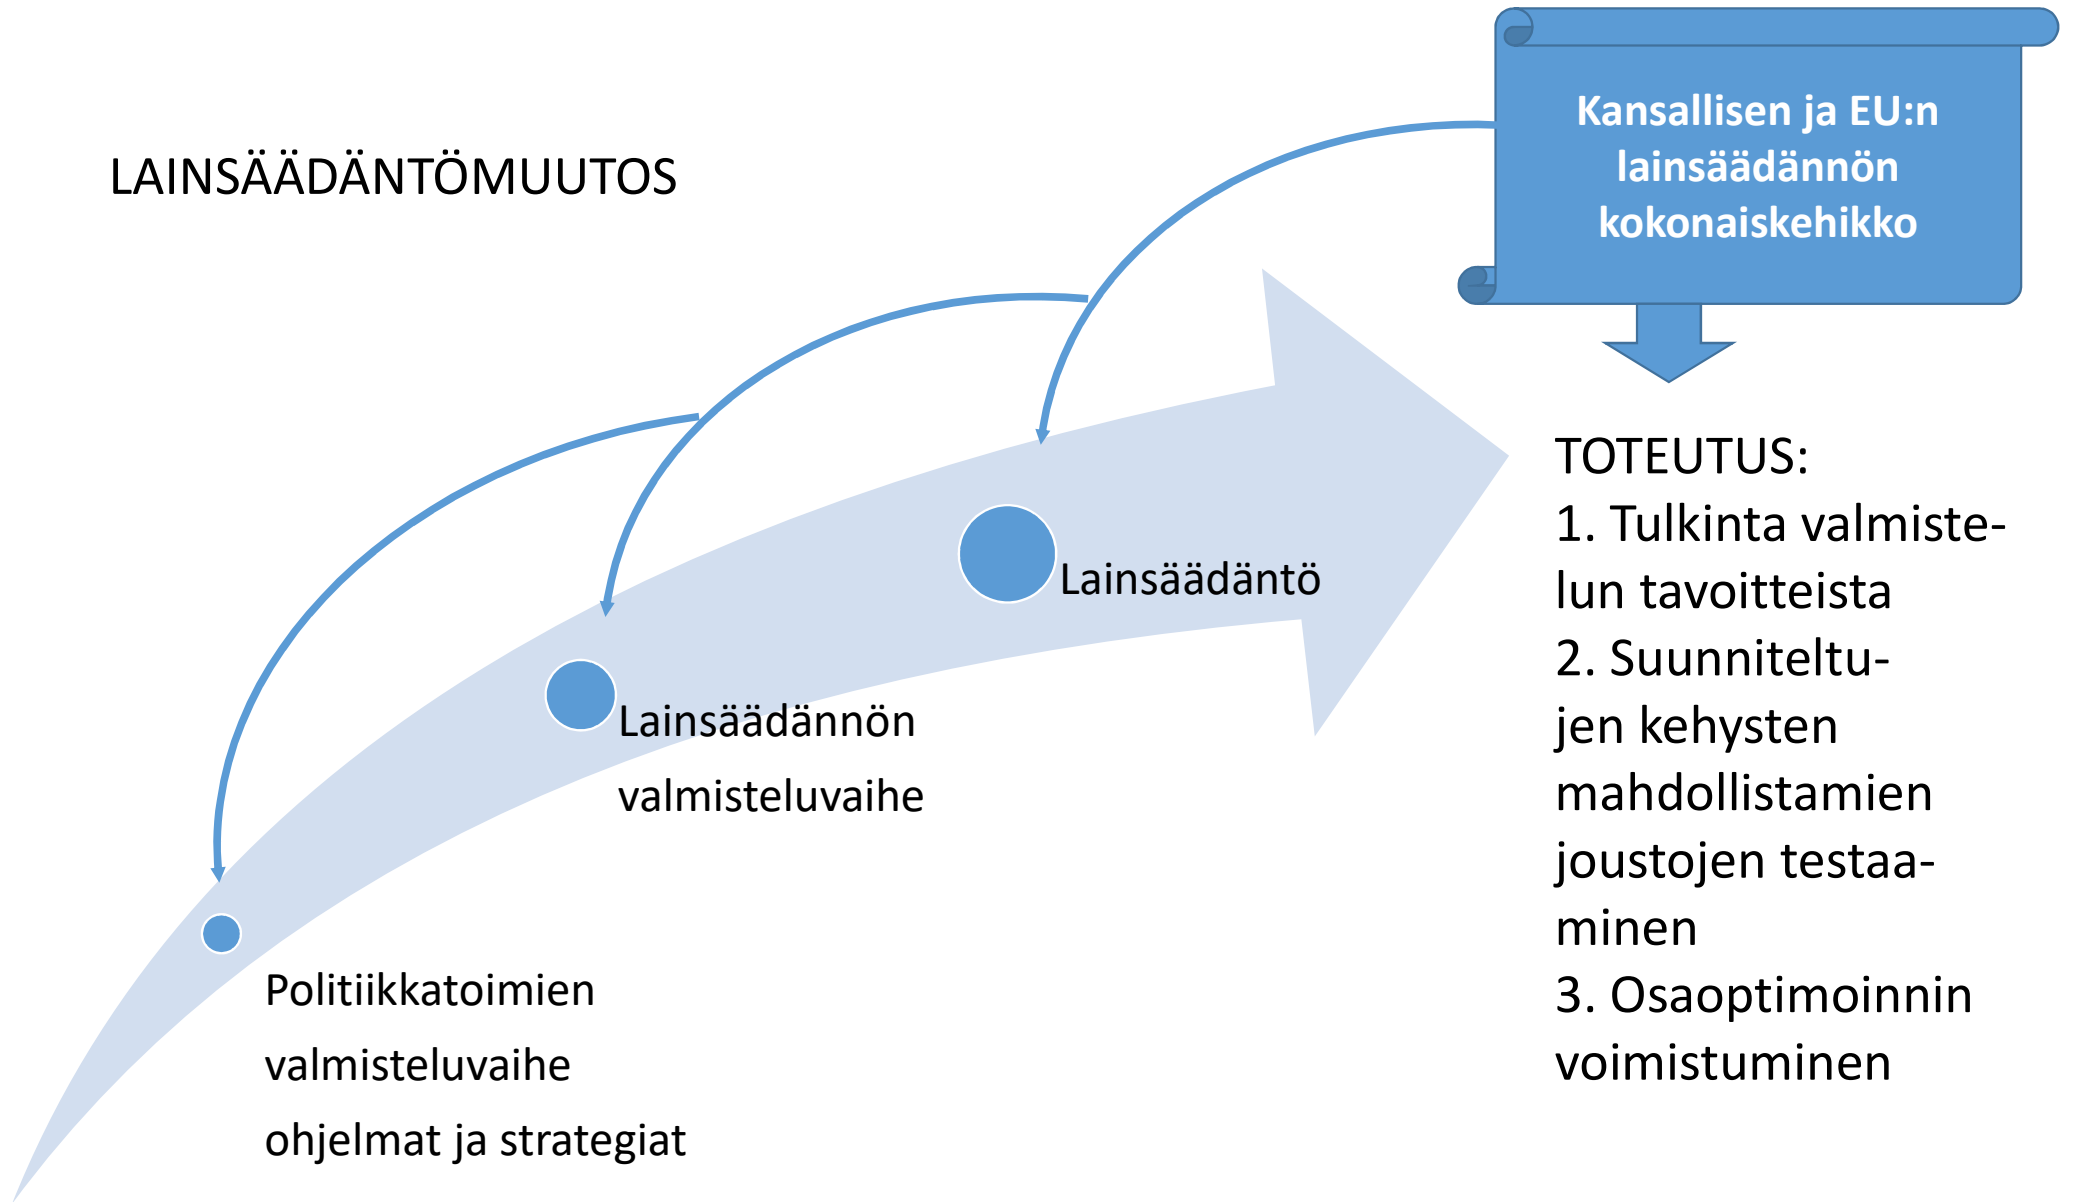 LAINSÄÄDÄNTÖMUUTOS
Kansallisen ja EU:n
lainsäädännön
kokonaiskehikko
Lainsäädäntö
Lainsäädännön
valmisteluvaihe
Politiikkatoimien
valmisteluvaihe
ohjelmat ja strategiat
TOTEUTUS:
1. Tulkinta valmiste-
lun tavoitteista
2. Suunniteltu-
jen kehysten
mahdollistamien
joustojen testaa-
minen
3. Osaoptimoinnin
voimistuminen